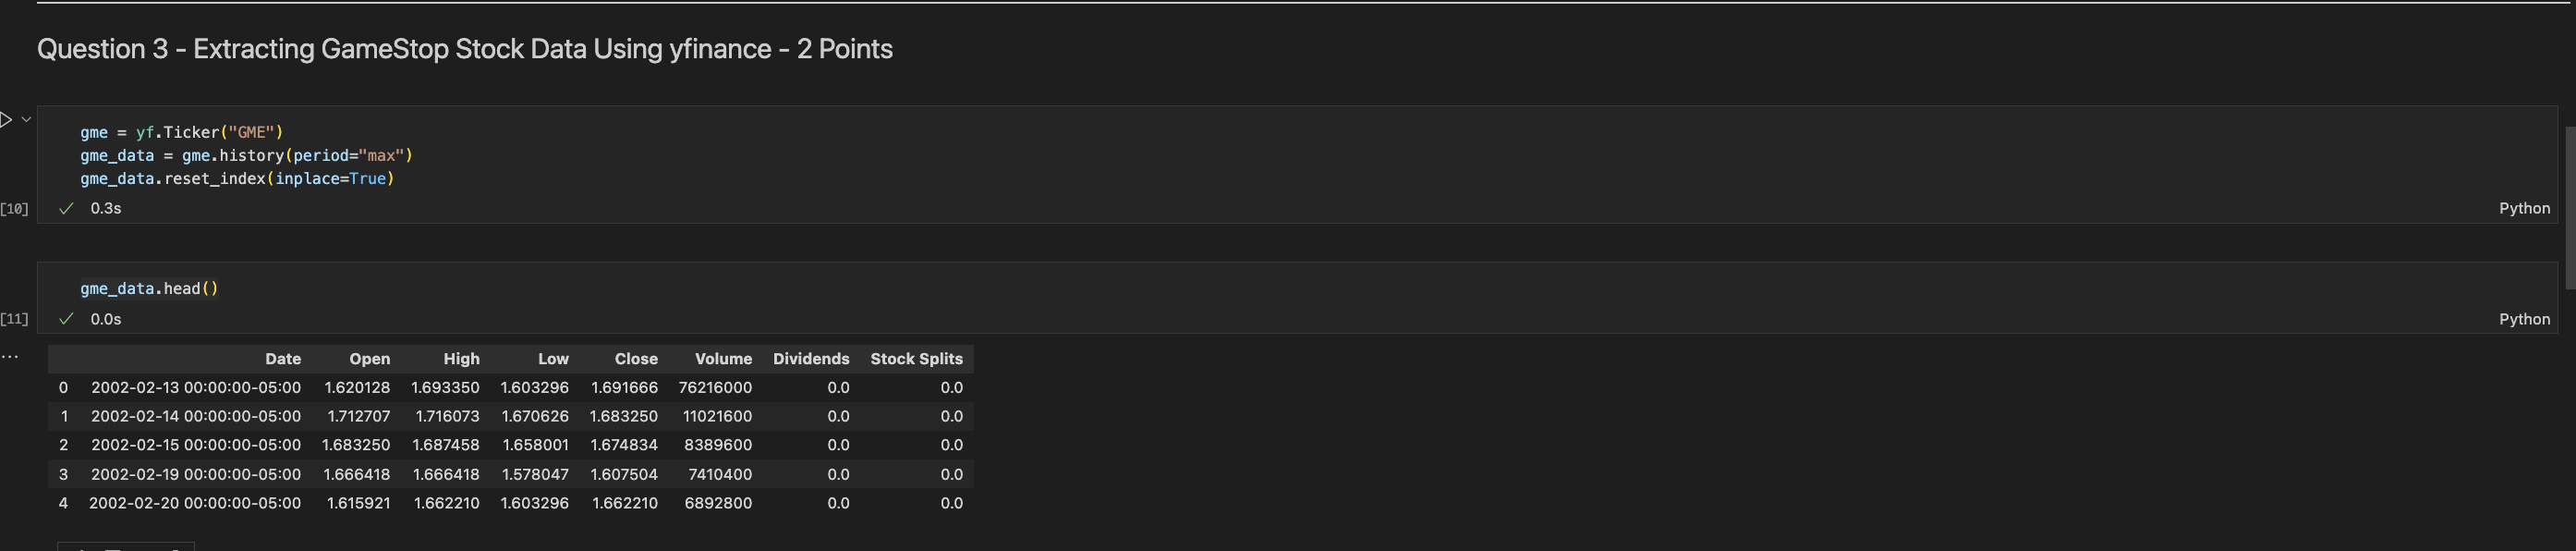 Question 3 - Extracting GameStop Stock Data Using yfinance - 2 Points
gme = yf.Ticker("GME")
gme_data = gme.history(period="max")
gme_data.reset_index(inplace=True)
[10] ✓ 0.3s Python
gme_data.head()
[11] ✓ 0.0s Python
... Date Open High Low Close Volume Dividends Stock Splits
0 2002-02-13 00:00:00-05:00 1.620128 1.693350 1.603296 1.691666 76216000 0.0 0.0
1 2002-02-14 00:00:00-05:00 1.712707 1.716073 1.670626 1.683250 11021600 0.0 0.0
2 2002-02-15 00:00:00-05:00 1.683250 1.687458 1.658001 1.674834 8389600 0.0 0.0
3 2002-02-19 00:00:00-05:00 1.666418 1.666418 1.578047 1.607504 7410400 0.0 0.0
4 2002-02-20 00:00:00-05:00 1.615921 1.662210 1.603296 1.662210 6892800 0.0 0.0